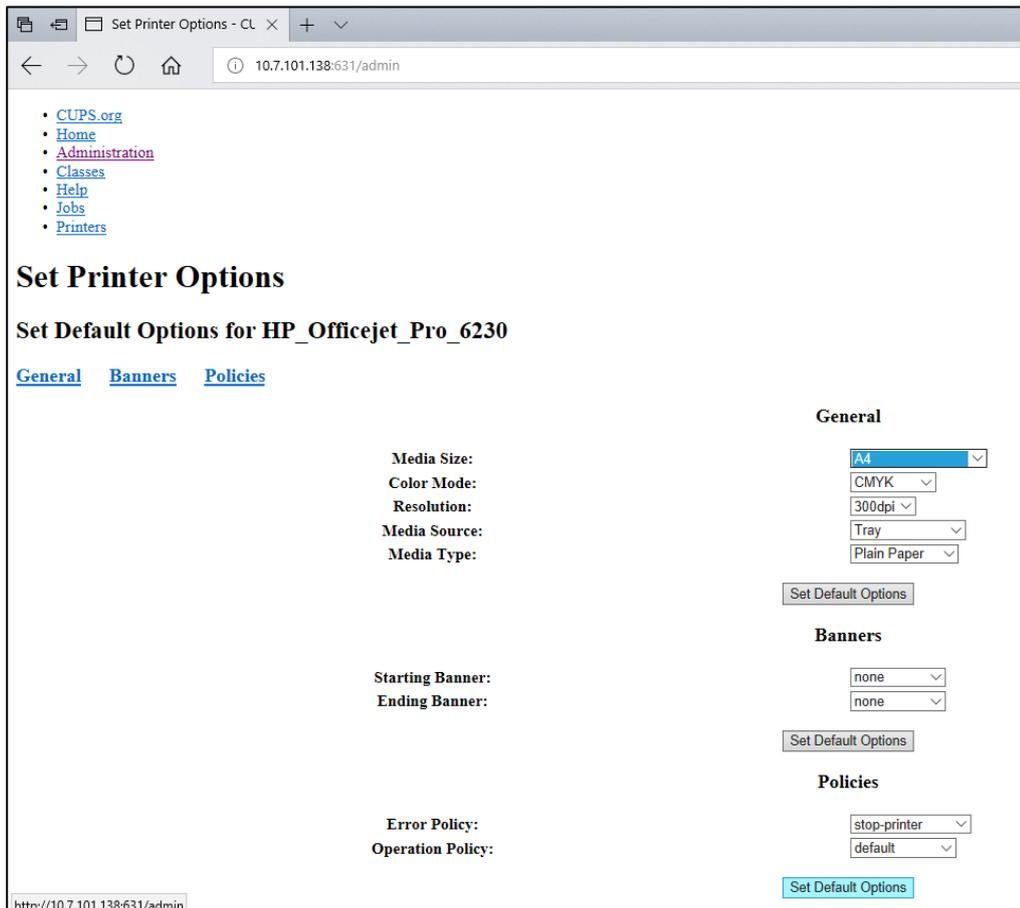 Set Printer Options - CU
10.7.101.138:631/admin
CUPS.org
Home
Administration
Classes
Help
Jobs
Printers
Set Printer Options
Set Default Options for HP_Officejet_Pro_6230
General Banners Policies
General
Media Size: A4
Color Mode: CMYK
Resolution: 300dpi
Media Source: Tray
Media Type: Plain Paper
Set Default Options
Banners
Starting Banner: none
Ending Banner: none
Set Default Options
Policies
Error Policy: stop-printer
Operation Policy: default
Set Default Options
http://10.7.101.138:631/admin